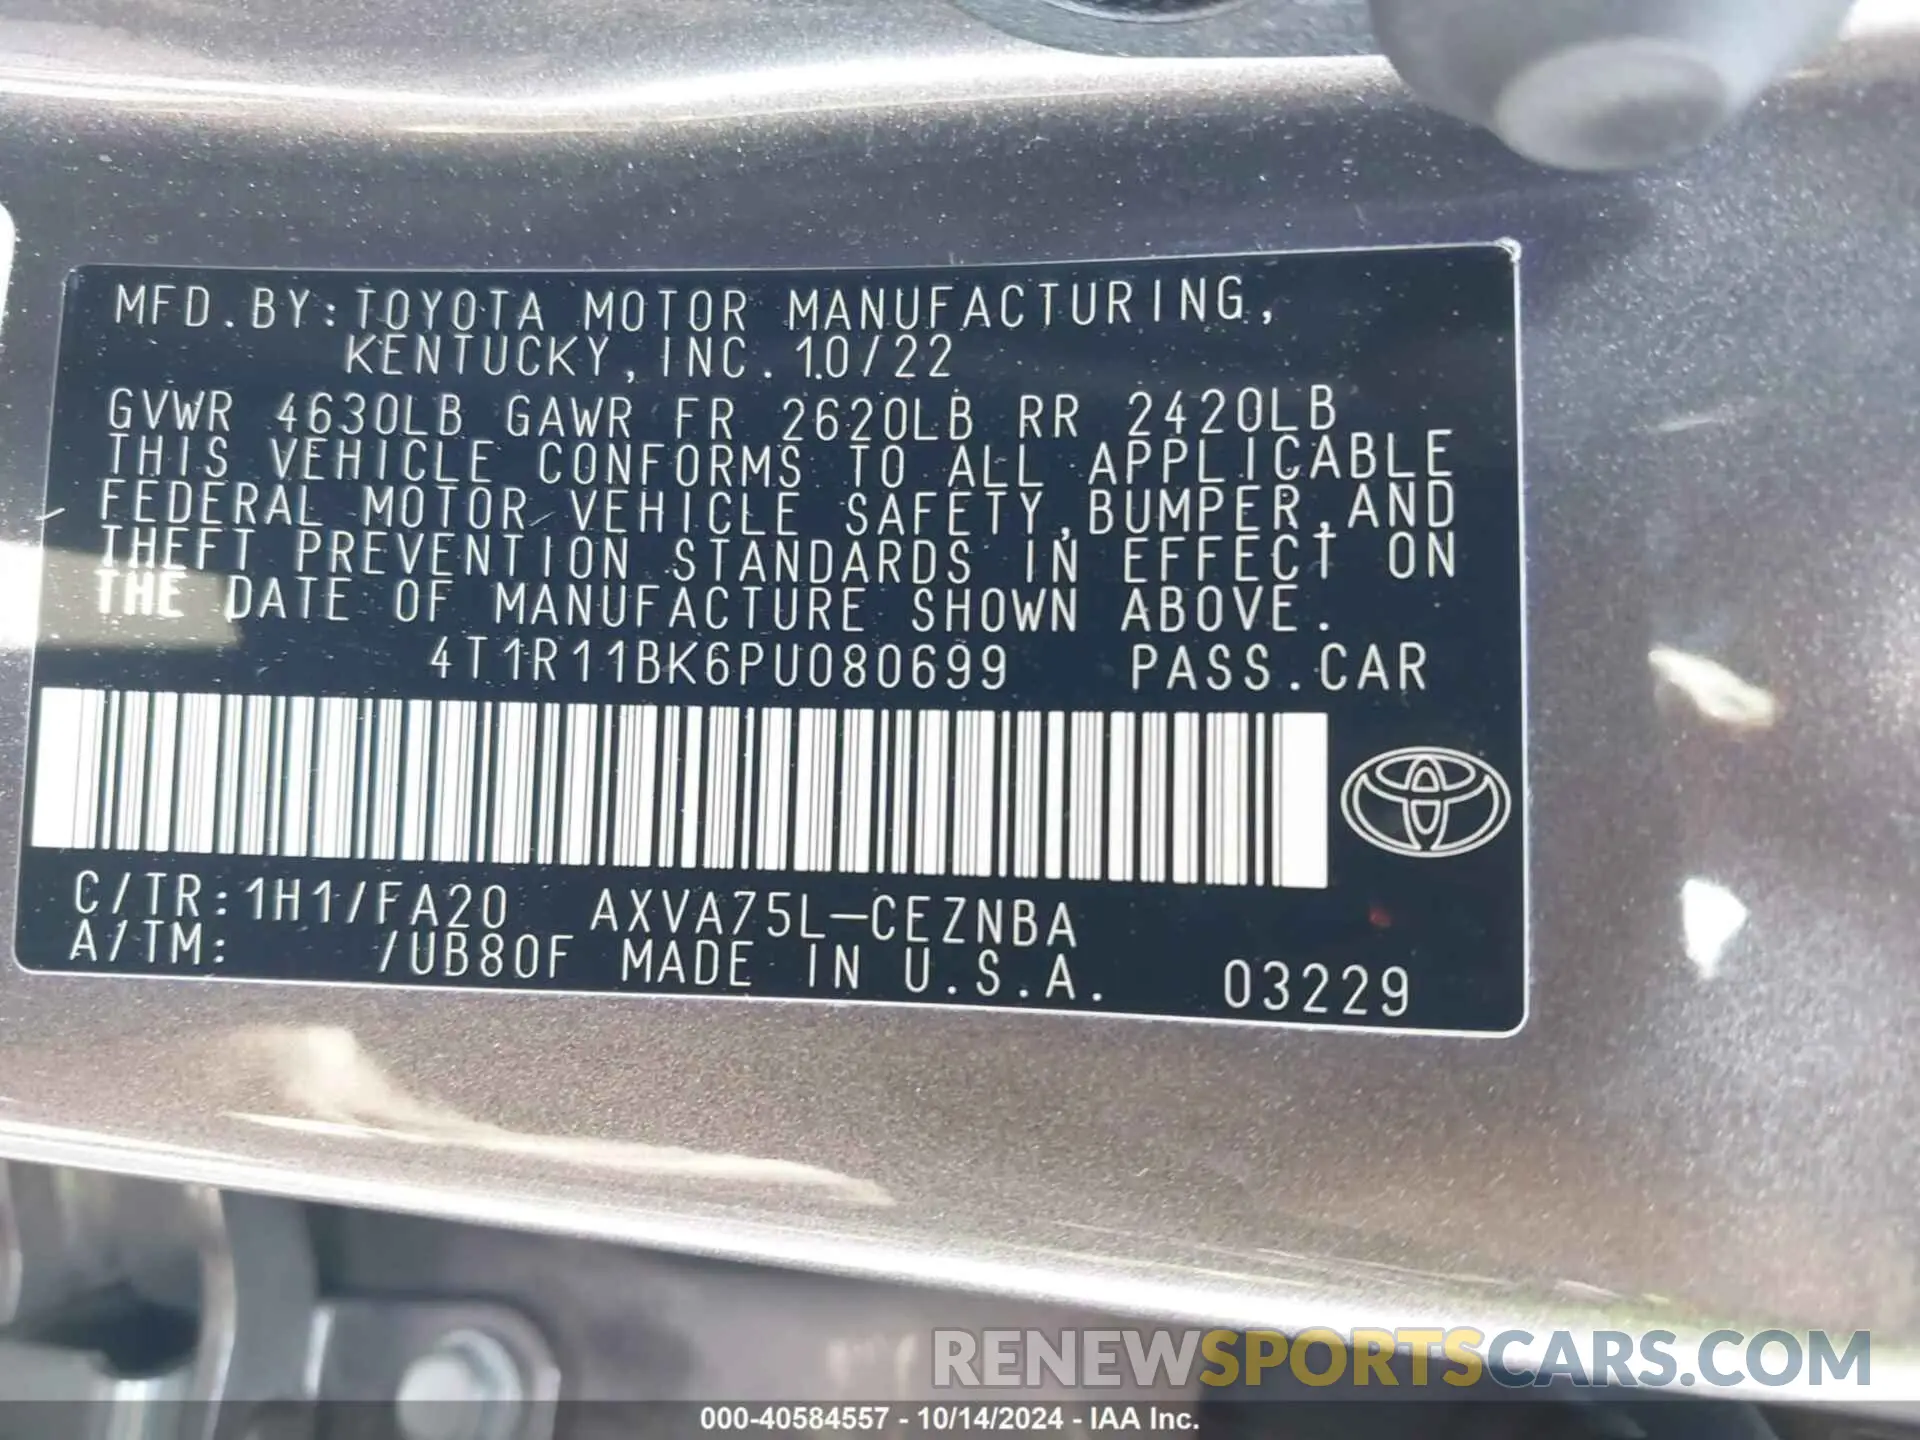 MFD.BY:TOYOTA MOTOR MANUFACTURING,
KENTUCKY,INC.10/22
GVWR 4630LB GAWR FR 2620LB RR 2420LB
THIS VEHICLE CONFORMS TO ALL APPLICABLE
FEDERAL MOTOR VEHICLE SAFETY,BUMPER,AND
THEFT PREVENTION STANDARDS IN EFFECT ON
THE DATE OF MANUFACTURE SHOWN ABOVE.
4T1R11BK6PU080699 PASS.CAR
C/TR:1H1/FA20 AXVA75L-CEZNBA
A/TM: /UB80F MADE IN U.S.A. 03229
RENEWSPORTSCARS.COM
000-40584557 - 10/14/2024 - IAA Inc.